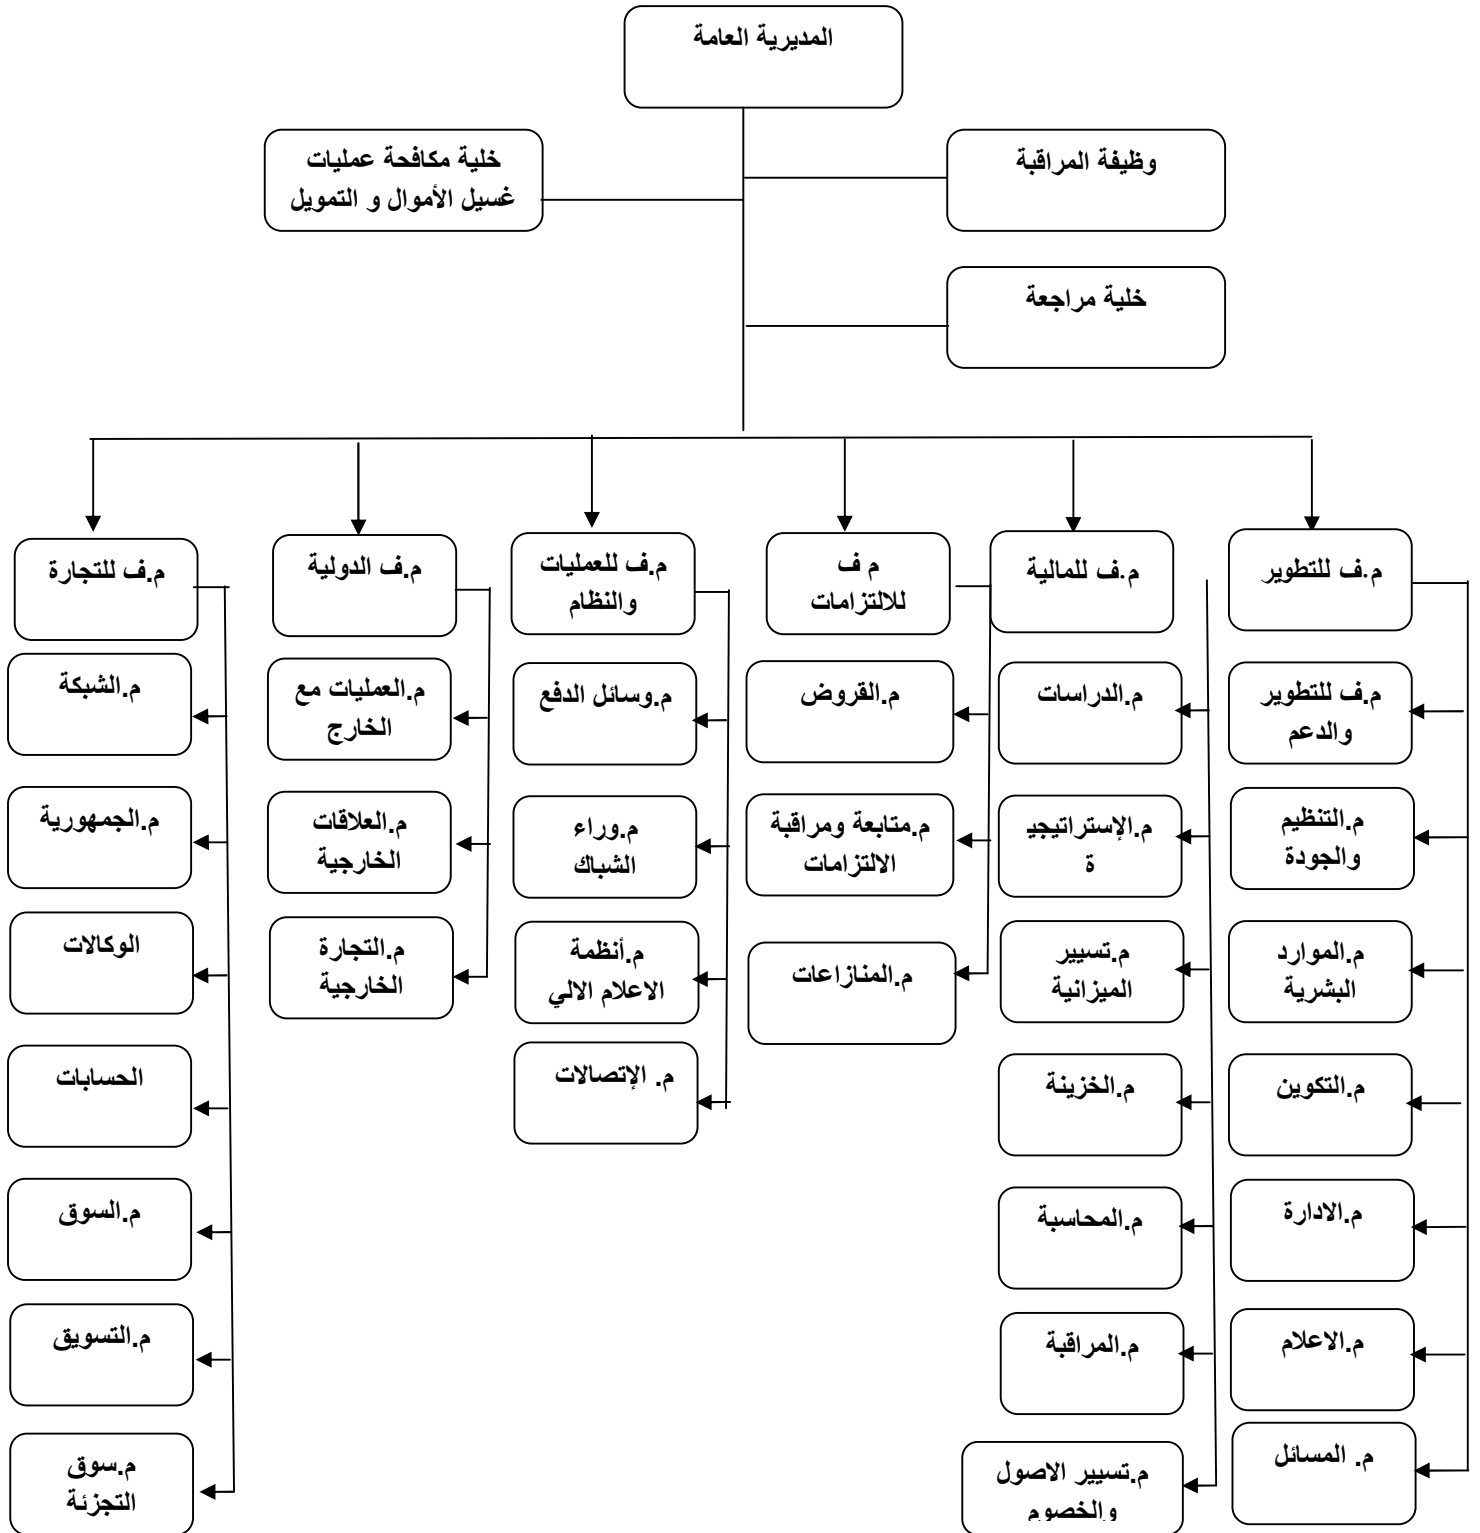 المديرية العامة
وظيفة المراقبة
خلية مكافحة عمليات
غسيل الأموال و التمويل
خلية مراجعة
م.ف للتطوير
م.ف للتطوير
والدعم
م.التنظيم
والجودة
م.الموارد
البشرية
م.التكوين
م.الادارة
م.الاعلام
م. المسائل
م.ف للمالية
م.الدراسات
م.الإستراتيجي
ة
م.تسيير
الميزانية
م.الخزينة
م.المحاسبة
م.المراقبة
م.تسيير الاصول
والخصوم
م ف
للالتزامات
م.القروض
م.متابعة ومراقبة
الالتزامات
م.المنازاعات
م.ف للعمليات
والنظام
م.وسائل الدفع
م.وراء
الشباك
م.أنظمة
الاعلام الالي
م. الإتصالات
م.ف الدولية
م.العمليات مع
الخارج
م.العلاقات
الخارجية
م.التجارة
الخارجية
م.ف للتجارة
م.الشبكة
م.الجمهورية
الوكالات
الحسابات
م.السوق
م.التسويق
م.سوق
التجزئة